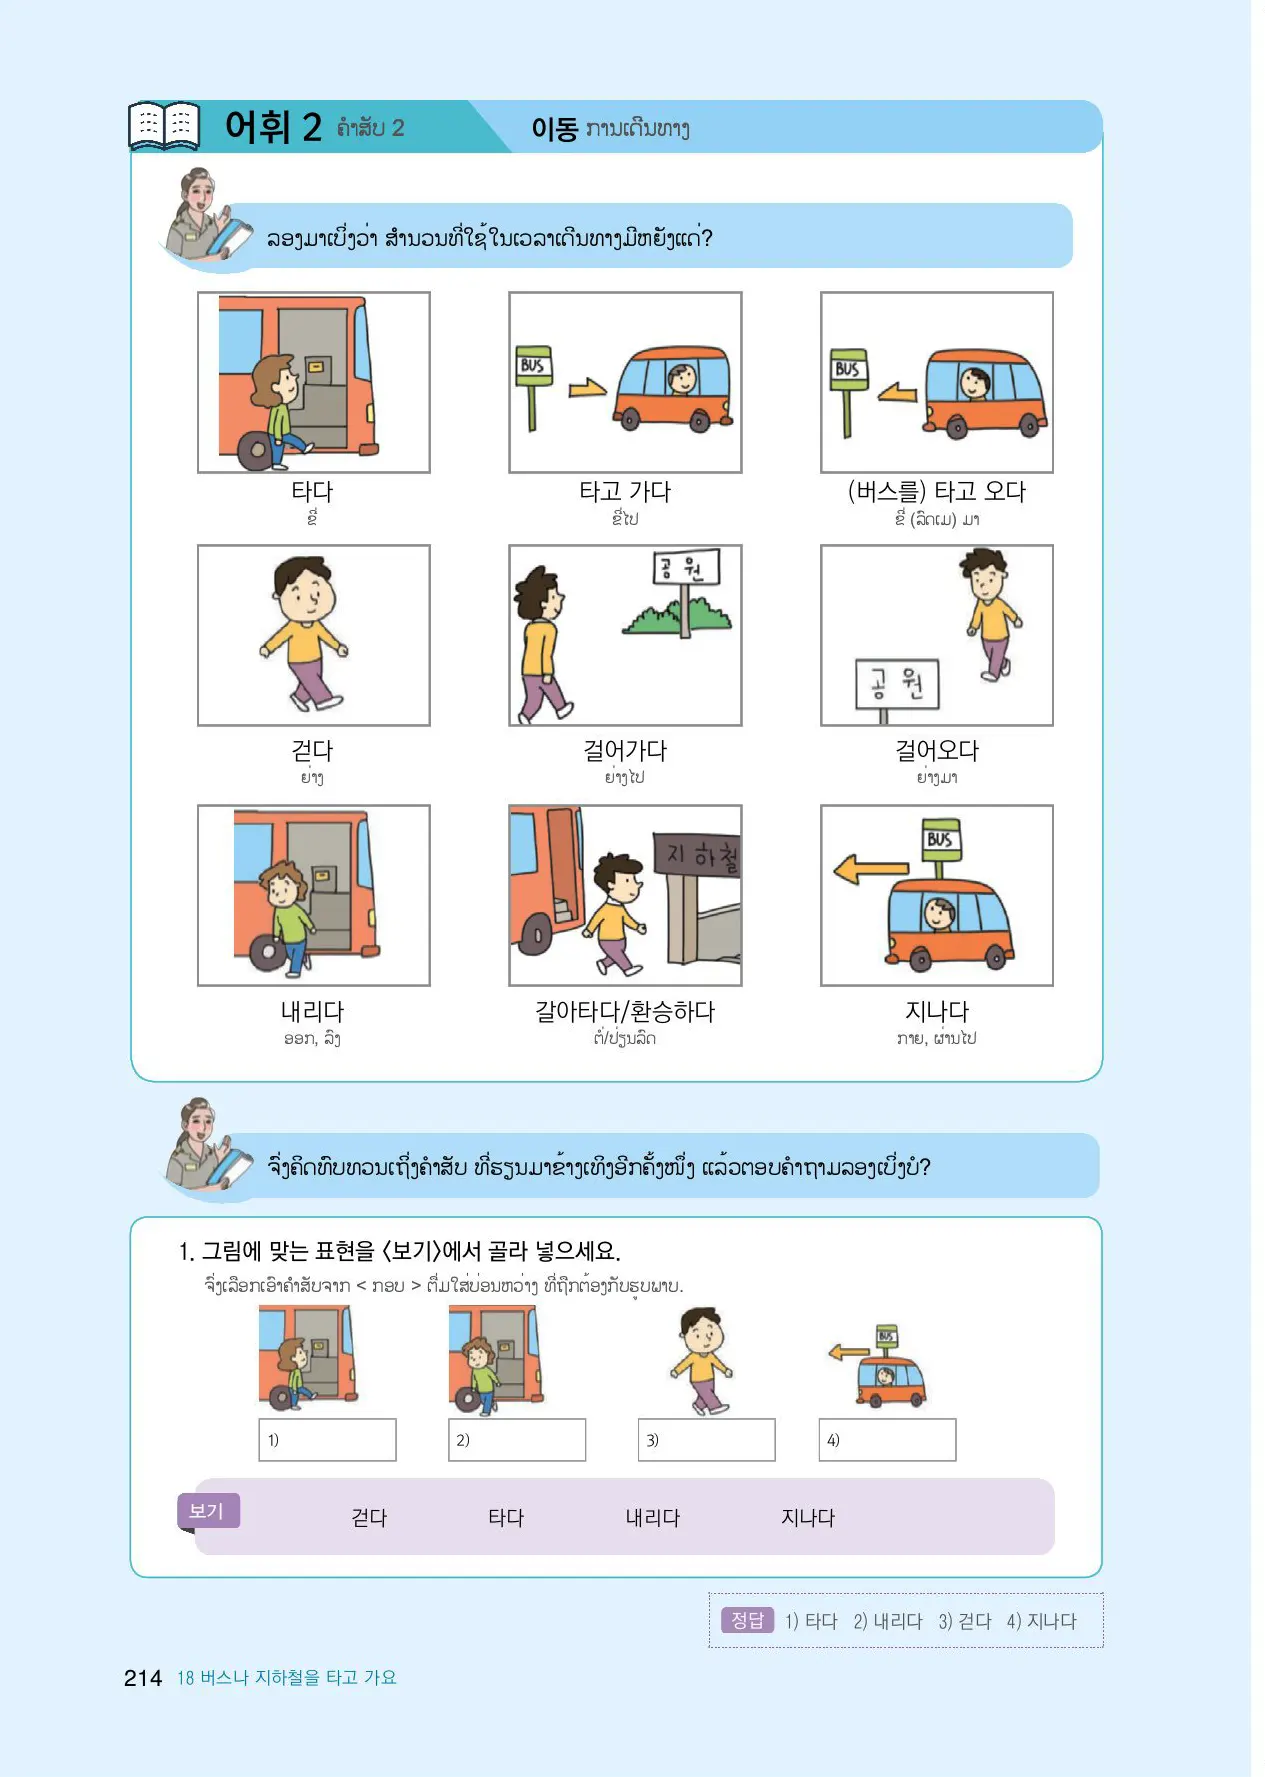 어휘 2 ຄຳສັບ 2
이동 ການເດີນທາງ
ລອງມາເບິ່ງວ່າ ສຳນວນທີ່ໃຊ້ໃນເວລາເດີນທາງມີຫຍັງແດ່?
BUS
BUS
타다
타고 가다
(버스를) 타고 오다
ຂີ່
ຂີ່ໄປ
ຂີ່ (ລົດເມ) ມາ
공원
공원
걷다
걸어가다
걸어오다
ຍ່າງ
ຍ່າງໄປ
ຍ່າງມາ
지하철
BUS
내리다
갈아타다/환승하다
지나다
ອອກ, ລົງ
ຕໍ່/ປ່ຽນລົດ
ກາຍ, ຜ່ານໄປ
ຈົ່ງຄິດທົບທວນເຖິ່ງຄຳສັບ ທີ່ຮຽນມາຂ້າງເທິງອີກຄັ້ງໜຶ່ງ ແລ້ວຕອບຄຳຖາມລອງເບິ່ງບໍ?
1. 그림에 맞는 표현을 〈보기〉에서 골라 넣으세요.
ຈົ່ງເລືອກເອົາຄຳສັບຈາກ < ກອບ > ຕື່ມໃສ່ບ່ອນຫວ່າງ ທີ່ຖືກຕ້ອງກັບຮູບພາບ.
BUS
1)
2)
3)
4)
보기
걷다 타다 내리다 지나다
정답 1) 타다 2) 내리다 3) 걷다 4) 지나다
214 18 버스나 지하철을 타고 가요